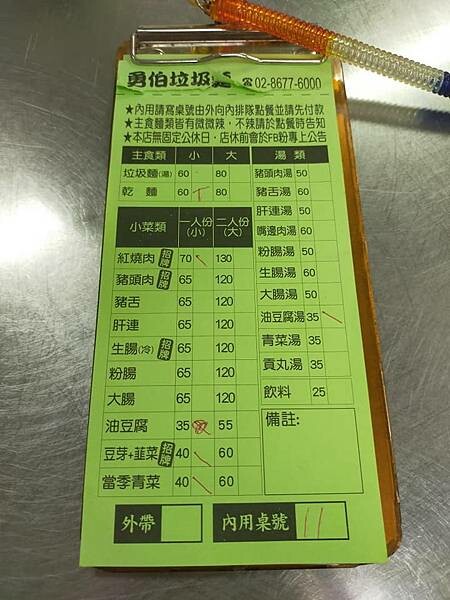 勇伯垃圾麵 ☎02-8677-6000
★內用請寫桌號由外向內排隊點餐並請先付款
★主食麵類皆有微微辣，不辣請於點餐時告知
★本店無固定公休日，店休前會於FB粉專上公告
主食類 小 大
垃圾麵(湯) 60 80
乾麵 60 80
小菜類 一人份(小) 二人份(大)
紅燒肉 招牌 70 130
豬頭肉 招牌 65 120
豬舌 65 120
肝連 65 120
生腸(冷) 招牌 65 120
粉腸 65 120
大腸 65 120
油豆腐 35 55
豆芽+韮菜 招牌 40 60
當季青菜 40 60
湯類
豬頭肉湯 50
豬舌湯 60
肝連湯 50
嘴邊肉湯 60
粉腸湯 50
生腸湯 60
大腸湯 50
油豆腐湯 35
青菜湯 35
貢丸湯 35
飲料 25
備註:
外帶
內用桌號 11